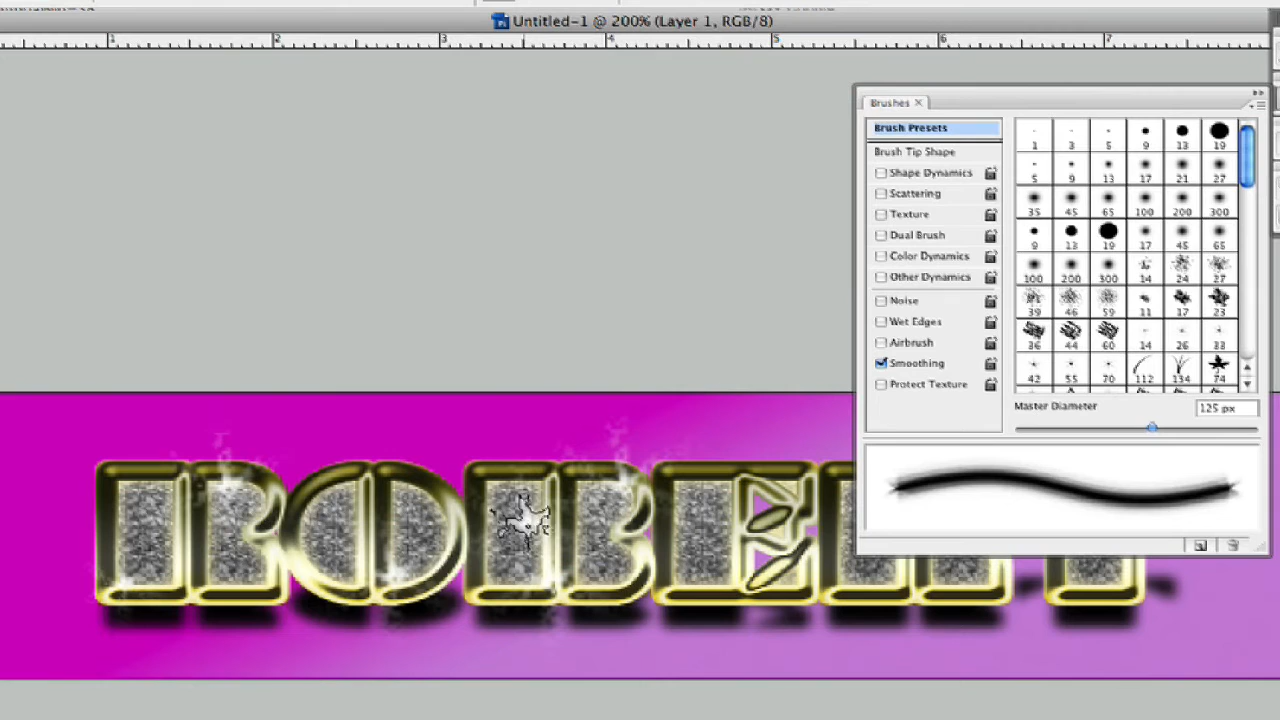 Untitled-1 @ 200% (Layer 1, RGB/8)
1 2 3 4 5 6 7
Brushes
Brush Presets
Brush Tip Shape
Shape Dynamics
Scattering
Texture
Dual Brush
Color Dynamics
Other Dynamics
Noise
Wet Edges
Airbrush
Smoothing
Protect Texture
1 3 5 9 13 19
5 9 13 17 21 27
35 45 65 100 200 300
9 13 19 17 45 65
100 200 300 14 24 27
39 46 59 11 17 23
36 44 60 14 26 33
42 55 70 112 134 74
Master Diameter
125 px
ROBERT